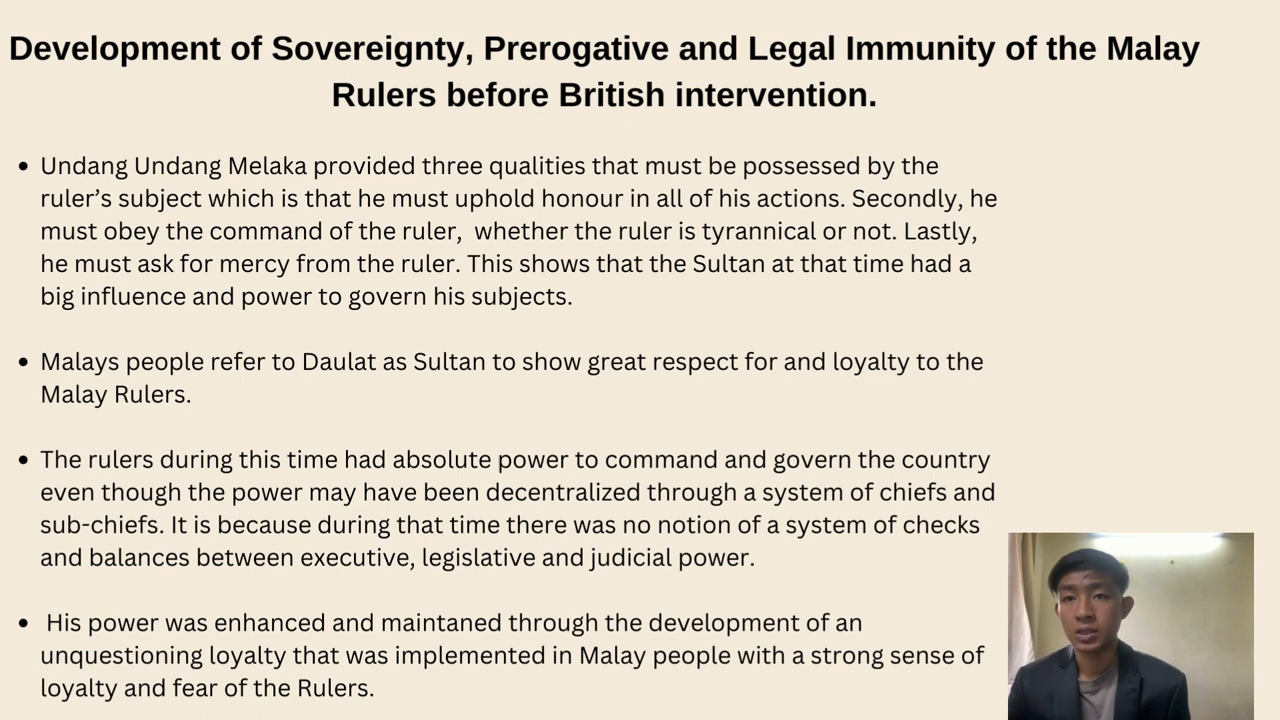 Development of Sovereignty, Prerogative and Legal Immunity of the Malay
Rulers before British intervention.
• Undang Undang Melaka provided three qualities that must be possessed by the
ruler’s subject which is that he must uphold honour in all of his actions. Secondly, he
must obey the command of the ruler,  whether the ruler is tyrannical or not. Lastly,
he must ask for mercy from the ruler. This shows that the Sultan at that time had a
big influence and power to govern his subjects.
• Malays people refer to Daulat as Sultan to show great respect for and loyalty to the
Malay Rulers.
• The rulers during this time had absolute power to command and govern the country
even though the power may have been decentralized through a system of chiefs and
sub-chiefs. It is because during that time there was no notion of a system of checks
and balances between executive, legislative and judicial power.
• His power was enhanced and maintaned through the development of an
unquestioning loyalty that was implemented in Malay people with a strong sense of
loyalty and fear of the Rulers.